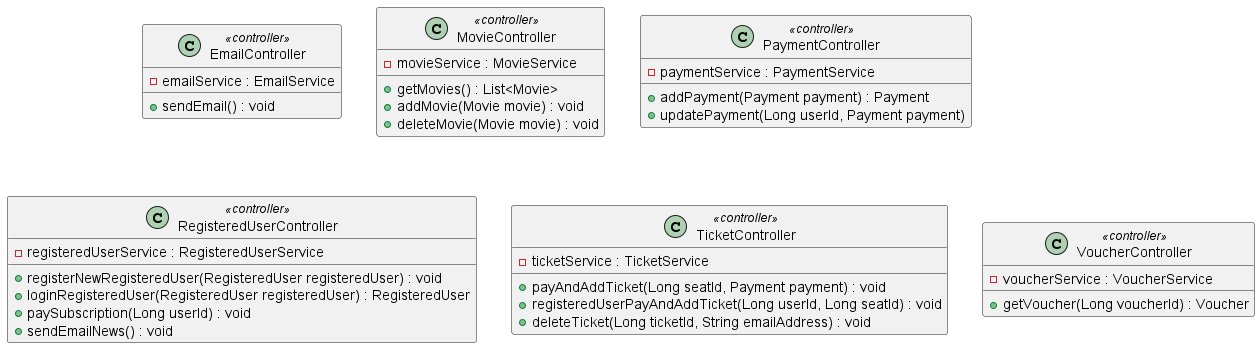 C
«controller»
EmailController
emailService : EmailService
sendEmail() : void
C
«controller»
MovieController
movieService : MovieService
getMovies() : List<Movie>
addMovie(Movie movie) : void
deleteMovie(Movie movie) : void
C
«controller»
PaymentController
paymentService : PaymentService
addPayment(Payment payment) : Payment
updatePayment(Long userId, Payment payment)
C
«controller»
RegisteredUserController
registeredUserService : RegisteredUserService
registerNewRegisteredUser(RegisteredUser registeredUser) : void
loginRegisteredUser(RegisteredUser registeredUser) : RegisteredUser
paySubscription(Long userId) : void
sendEmailNews() : void
C
«controller»
TicketController
ticketService : TicketService
payAndAddTicket(Long seatId, Payment payment) : void
registeredUserPayAndAddTicket(Long userId, Long seatId) : void
deleteTicket(Long ticketId, String emailAddress) : void
C
«controller»
VoucherController
voucherService : VoucherService
getVoucher(Long voucherId) : Voucher